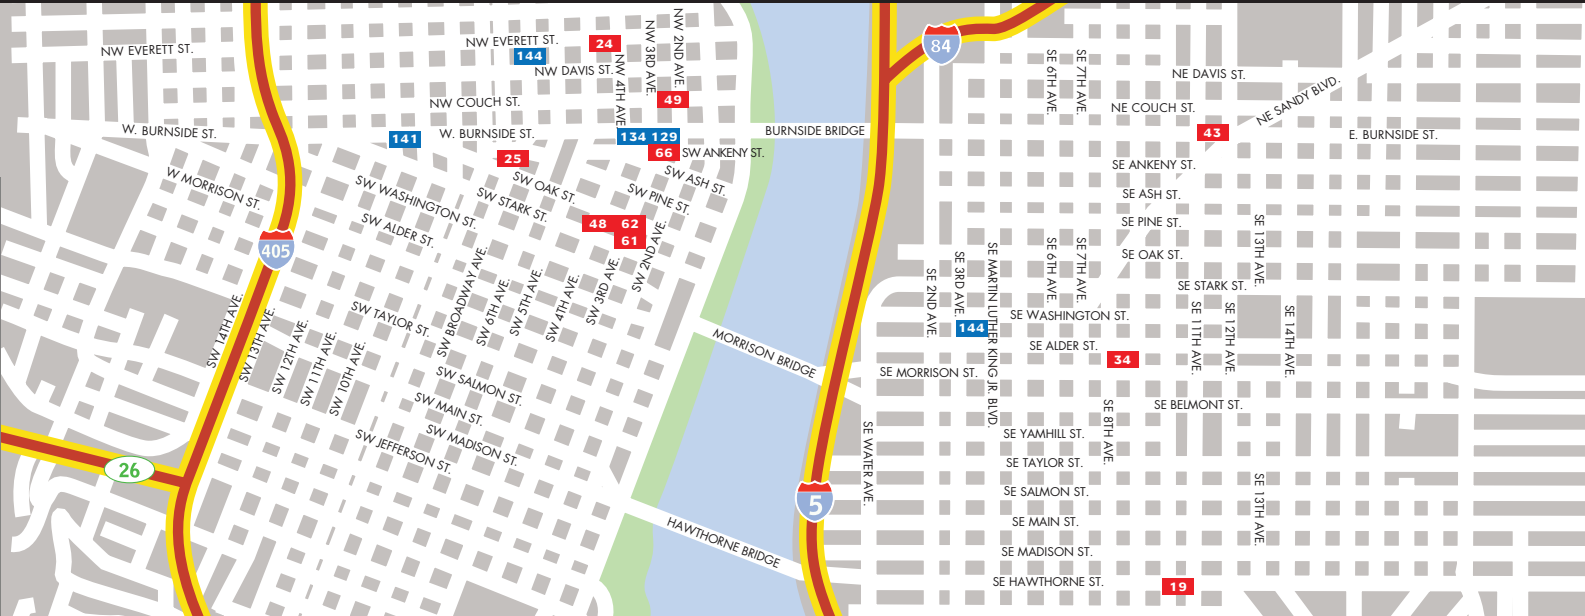 NW EVERETT ST.
NW EVERETT ST.
144
24
NW DAVIS ST.
NW 4TH AVE.
NW 3RD AVE.
NW 2ND AVE.
NW COUCH ST.
49
W. BURNSIDE ST.
141
W. BURNSIDE ST.
134 129
66
SW ANKENY ST.
25
BURNSIDE BRIDGE
84
SE 6TH AVE.
SE 7TH AVE.
NE DAVIS ST.
NE COUCH ST.
NE SANDY BLVD.
43
E. BURNSIDE ST.
SE ANKENY ST.
SE ASH ST.
SE PINE ST.
SE OAK ST.
SE STARK ST.
SE 13TH AVE.
W MORRISON ST.
SW WASHINGTON ST.
SW ALDER ST.
SW OAK ST.
SW STARK ST.
SW ASH ST.
SW PINE ST.
48 62
61
SW 2ND AVE.
405
SW 14TH AVE.
SW 13TH AVE.
SW 12TH AVE.
SW 11TH AVE.
SW 10TH AVE.
SW TAYLOR ST.
SW BROADWAY AVE.
SW 6TH AVE.
SW 5TH AVE.
SW 4TH AVE.
SW 3RD AVE.
SW SALMON ST.
SW MAIN ST.
SW MADISON ST.
SW JEFFERSON ST.
26
MORRISON BRIDGE
HAWTHORNE BRIDGE
5
SE 2ND AVE.
SE 3RD AVE.
SE MARTIN LUTHER KING JR. BLVD.
SE 6TH AVE.
SE 7TH AVE.
144
SE WASHINGTON ST.
SE ALDER ST.
34
SE 11TH AVE.
SE 12TH AVE.
SE 14TH AVE.
SE MORRISON ST.
SE BELMONT ST.
SE 8TH AVE.
SE WATER AVE.
SE YAMHILL ST.
SE TAYLOR ST.
SE SALMON ST.
SE MAIN ST.
SE MADISON ST.
SE HAWTHORNE ST.
SE 13TH AVE.
19